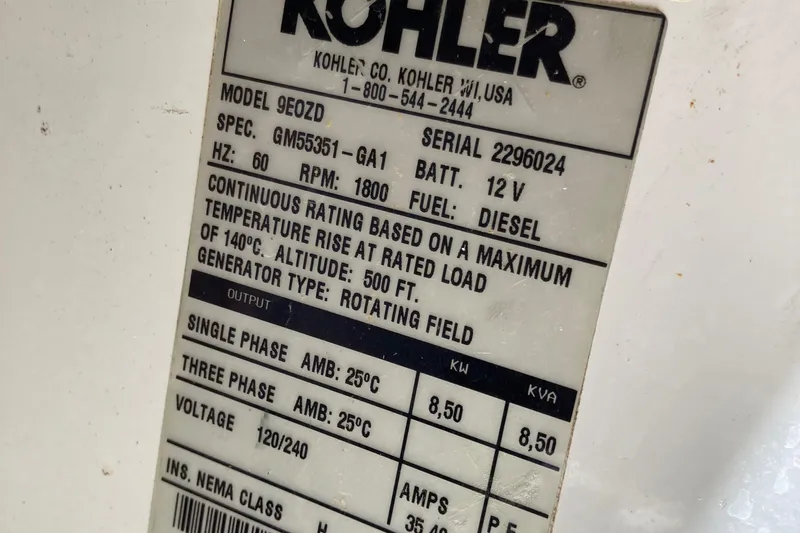 KOHLER®
KOHLER CO. KOHLER WI, USA
1-800-544-2444
MODEL 9EOZD
SPEC. GM55351-GA1 SERIAL 2296024
HZ: 60 RPM: 1800 BATT. 12 V
FUEL: DIESEL
CONTINUOUS RATING BASED ON A MAXIMUM
TEMPERATURE RISE AT RATED LOAD
OF 140ºC. ALTITUDE: 500 FT.
GENERATOR TYPE: ROTATING FIELD
OUTPUT KW KVA
SINGLE PHASE AMB: 25ºC 8,50 8,50
THREE PHASE AMB: 25ºC
VOLTAGE 120/240 AMPS P.F.
INS. NEMA CLASS H